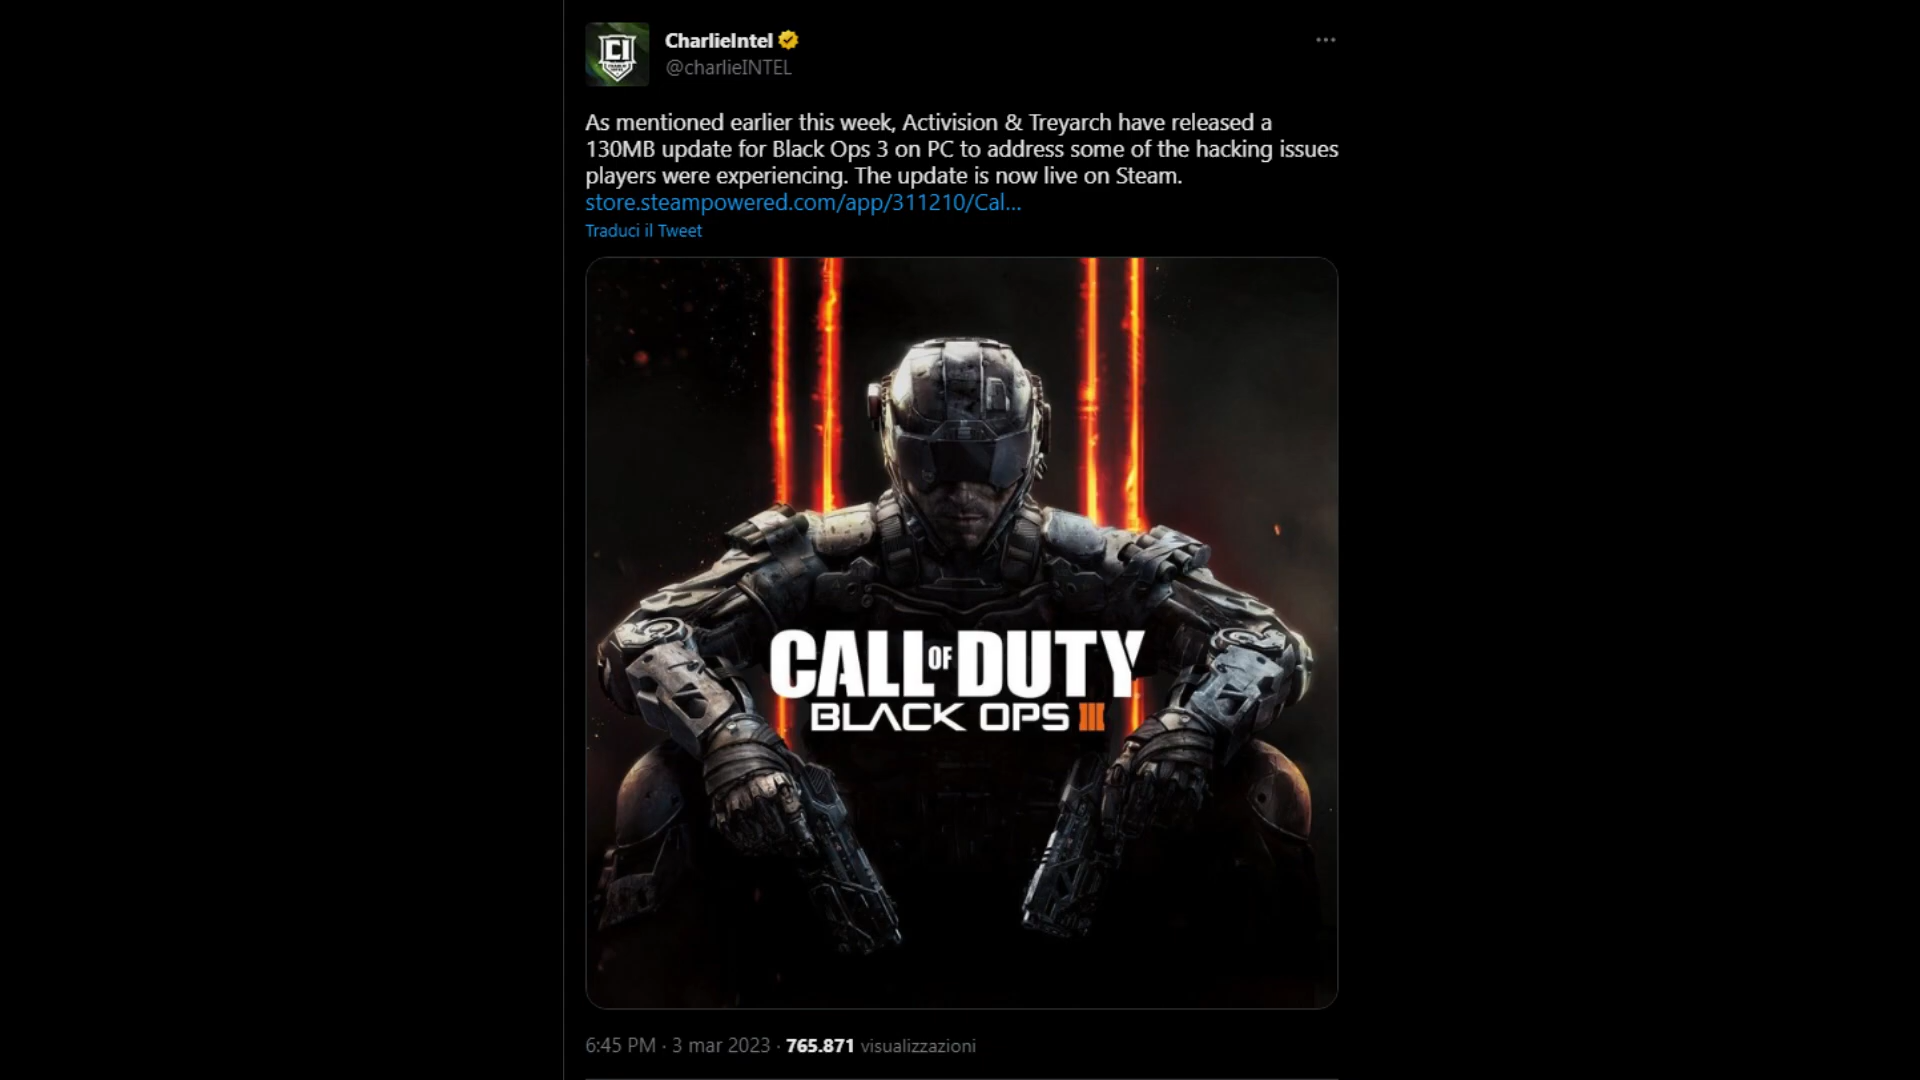 CI
CharlieIntel
@charlieINTEL
As mentioned earlier this week, Activision & Treyarch have released a
130MB update for Black Ops 3 on PC to address some of the hacking issues
players were experiencing. The update is now live on Steam.
store.steampowered.com/app/311210/Cal...
Traduci il Tweet
CALL OF DUTY
BLACK OPS III
6:45 PM · 3 mar 2023 · 765.871 visualizzazioni